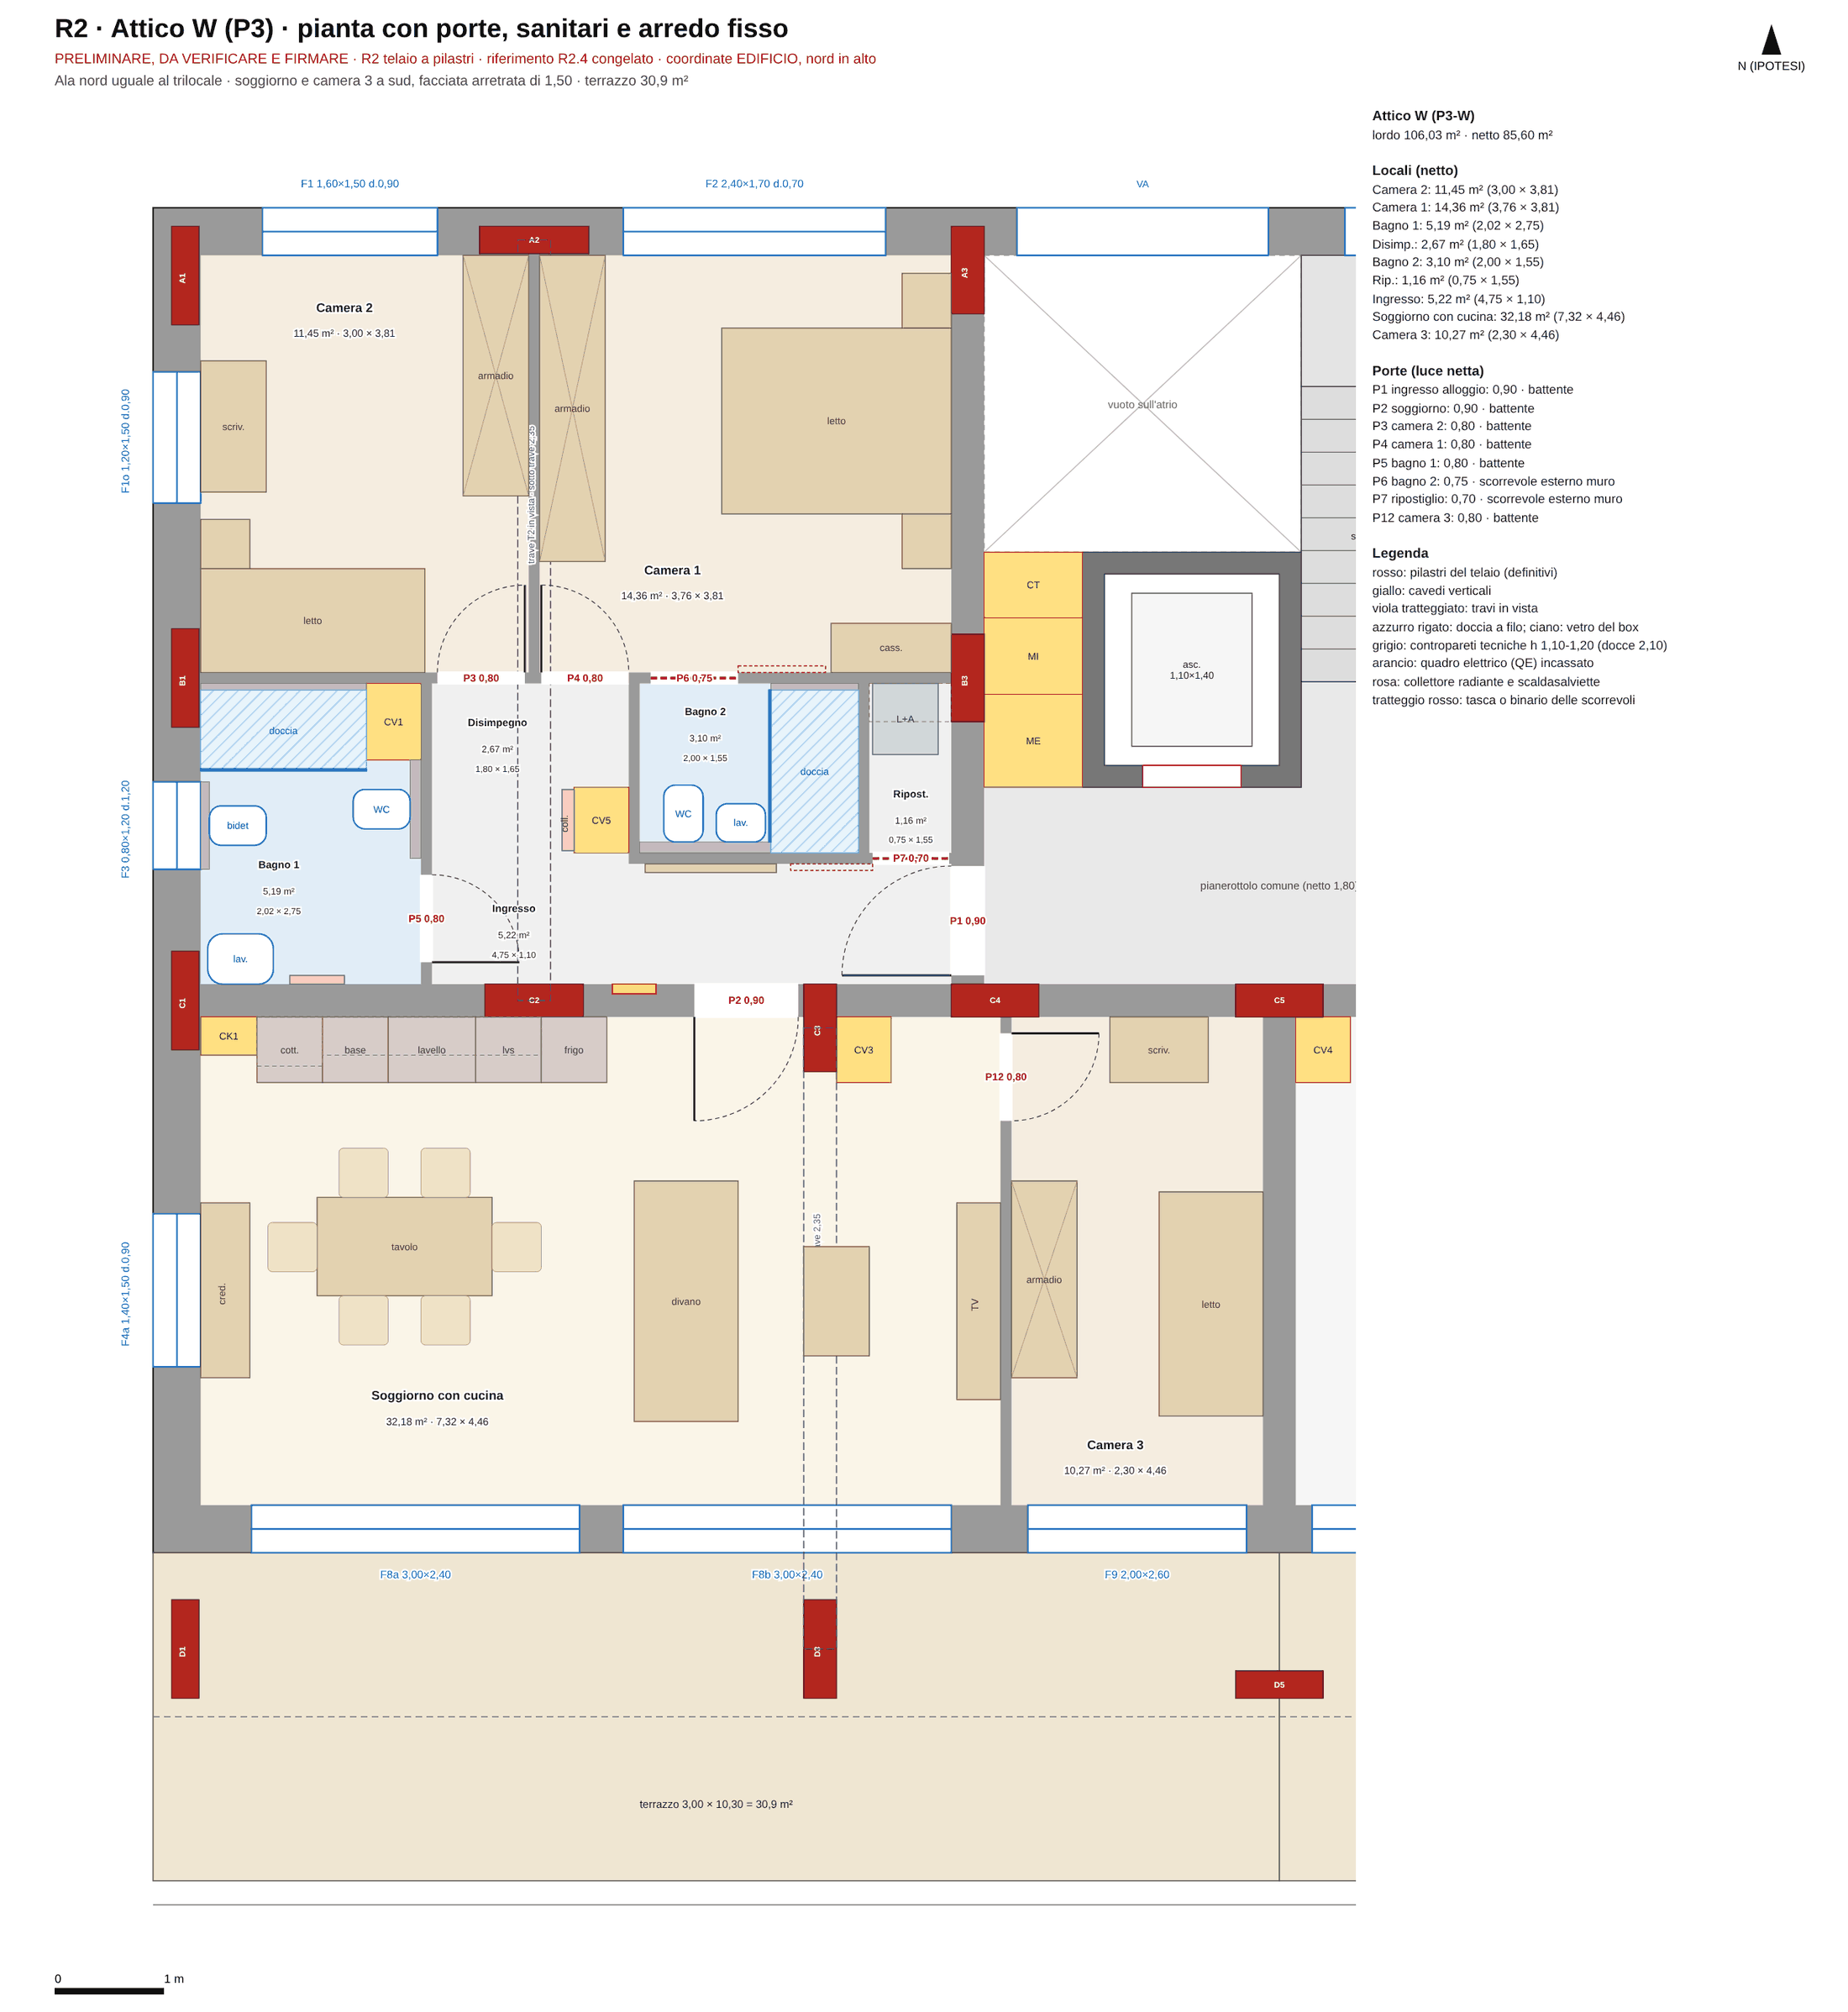 R2 · Attico W (P3) · pianta con porte, sanitari e arredo fisso
PRELIMINARE, DA VERIFICARE E FIRMARE · R2 telaio a pilastri · riferimento R2.4 congelato · coordinate EDIFICIO, nord in alto
Ala nord uguale al trilocale · soggiorno e camera 3 a sud, facciata arretrata di 1,50 · terrazzo 30,9 m²
N (IPOTESI)
Attico W (P3-W)
lordo 106,03 m² · netto 85,60 m²
Locali (netto)
Camera 2: 11,45 m² (3,00 × 3,81)
Camera 1: 14,36 m² (3,76 × 3,81)
Bagno 1: 5,19 m² (2,02 × 2,75)
Disimp.: 2,67 m² (1,80 × 1,65)
Bagno 2: 3,10 m² (2,00 × 1,55)
Rip.: 1,16 m² (0,75 × 1,55)
Ingresso: 5,22 m² (4,75 × 1,10)
Soggiorno con cucina: 32,18 m² (7,32 × 4,46)
Camera 3: 10,27 m² (2,30 × 4,46)
Porte (luce netta)
P1 ingresso alloggio: 0,90 · battente
P2 soggiorno: 0,90 · battente
P3 camera 2: 0,80 · battente
P4 camera 1: 0,80 · battente
P5 bagno 1: 0,80 · battente
P6 bagno 2: 0,75 · scorrevole esterno muro
P7 ripostiglio: 0,70 · scorrevole esterno muro
P12 camera 3: 0,80 · battente
Legenda
rosso: pilastri del telaio (definitivi)
giallo: cavedi verticali
viola tratteggiato: travi in vista
azzurro rigato: doccia a filo; ciano: vetro del box
grigio: contropareti tecniche h 1,10-1,20 (docce 2,10)
arancio: quadro elettrico (QE) incassato
rosa: collettore radiante e scaldasalviette
tratteggio rosso: tasca o binario delle scorrevoli
F1 1,60×1,50 d.0,90
F2 2,40×1,70 d.0,70
VA
A1
A2
A3
Camera 2
11,45 m² · 3,00 × 3,81
armadio
armadio
letto
vuoto sull'atrio
F1o 1,20×1,50 d.0,90
scriv.
trave T2 in vista · sotto trave 2,35
s
Camera 1
14,36 m² · 3,76 × 3,81
CT
letto
cass.
MI
asc.
1,10×1,40
B1
B3
P3 0,80
P4 0,80
P6 0,75
CV1
doccia
Disimpegno
2,67 m²
1,80 × 1,65
Bagno 2
3,10 m²
2,00 × 1,55
L+A
ME
doccia
F3 0,80×1,20 d.1,20
bidet
WC
coll.
CV5
WC
lav.
Ripost.
1,16 m²
0,75 × 1,55
Bagno 1
5,19 m²
2,02 × 2,75
P7 0,70
pianerottolo comune (netto 1,80)
P5 0,80
Ingresso
5,22 m²
4,75 × 1,10
P1 0,90
lav.
C1
C2
P2 0,90
C3
C4
C5
CK1
cott.
base
lavello
lvs
frigo
CV3
P12 0,80
scriv.
CV4
F4a 1,40×1,50 d.0,90
cred.
tavolo
divano
ave 2,35
TV
armadio
letto
Soggiorno con cucina
32,18 m² · 7,32 × 4,46
Camera 3
10,27 m² · 2,30 × 4,46
F8a 3,00×2,40
F8b 3,00×2,40
F9 2,00×2,60
D1
D3
D5
terrazzo 3,00 × 10,30 = 30,9 m²
0
1 m